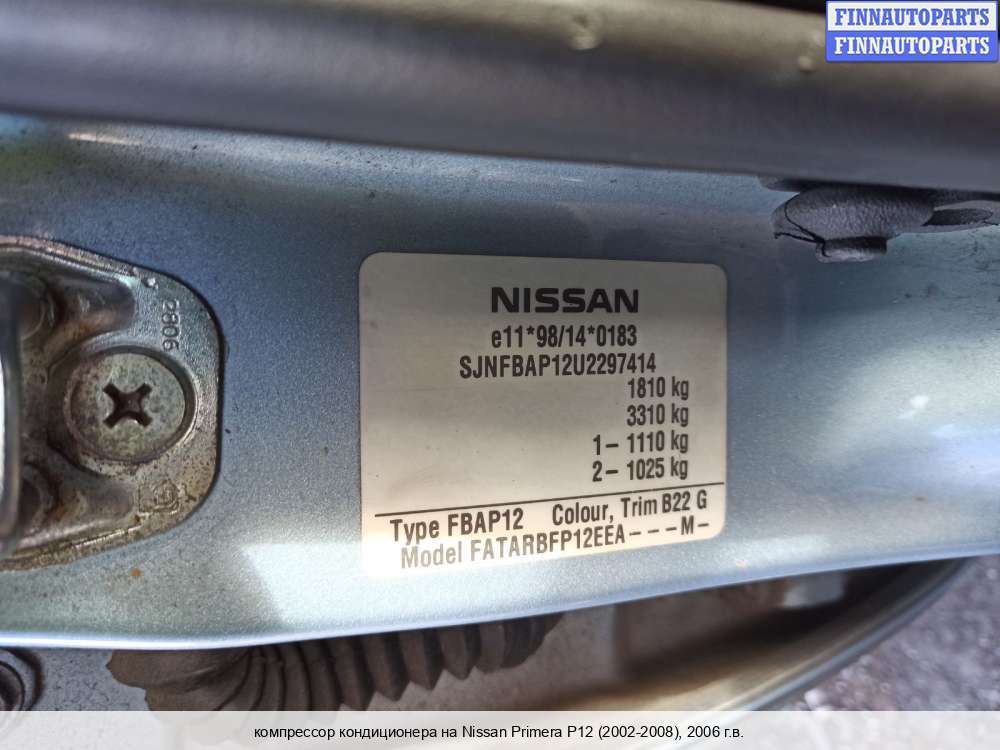 FINNAUTOPARTS
FINNAUTOPARTS
NISSAN
e11*98/14*0183
SJNFBAP12U2297414
1810 kg
3310 kg
1- 1110 kg
2- 1025 kg
Type FBAP12 Colour, Trim B22 G
Model FATARBFP12EEA---M-
2806
компрессор кондиционера на Nissan Primera P12 (2002-2008), 2006 г.в.